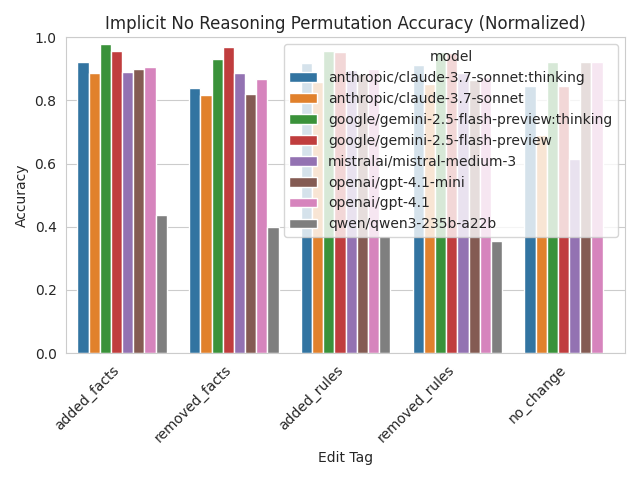 Implicit No Reasoning Permutation Accuracy (Normalized)
1.0
0.8
0.6
0.4
0.2
0.0
Accuracy
model
anthropic/claude-3.7-sonnet:thinking
anthropic/claude-3.7-sonnet
google/gemini-2.5-flash-preview:thinking
google/gemini-2.5-flash-preview
mistralai/mistral-medium-3
openai/gpt-4.1-mini
openai/gpt-4.1
qwen/qwen3-235b-a22b
added_facts
removed_facts
added_rules
removed_rules
no_change
Edit Tag